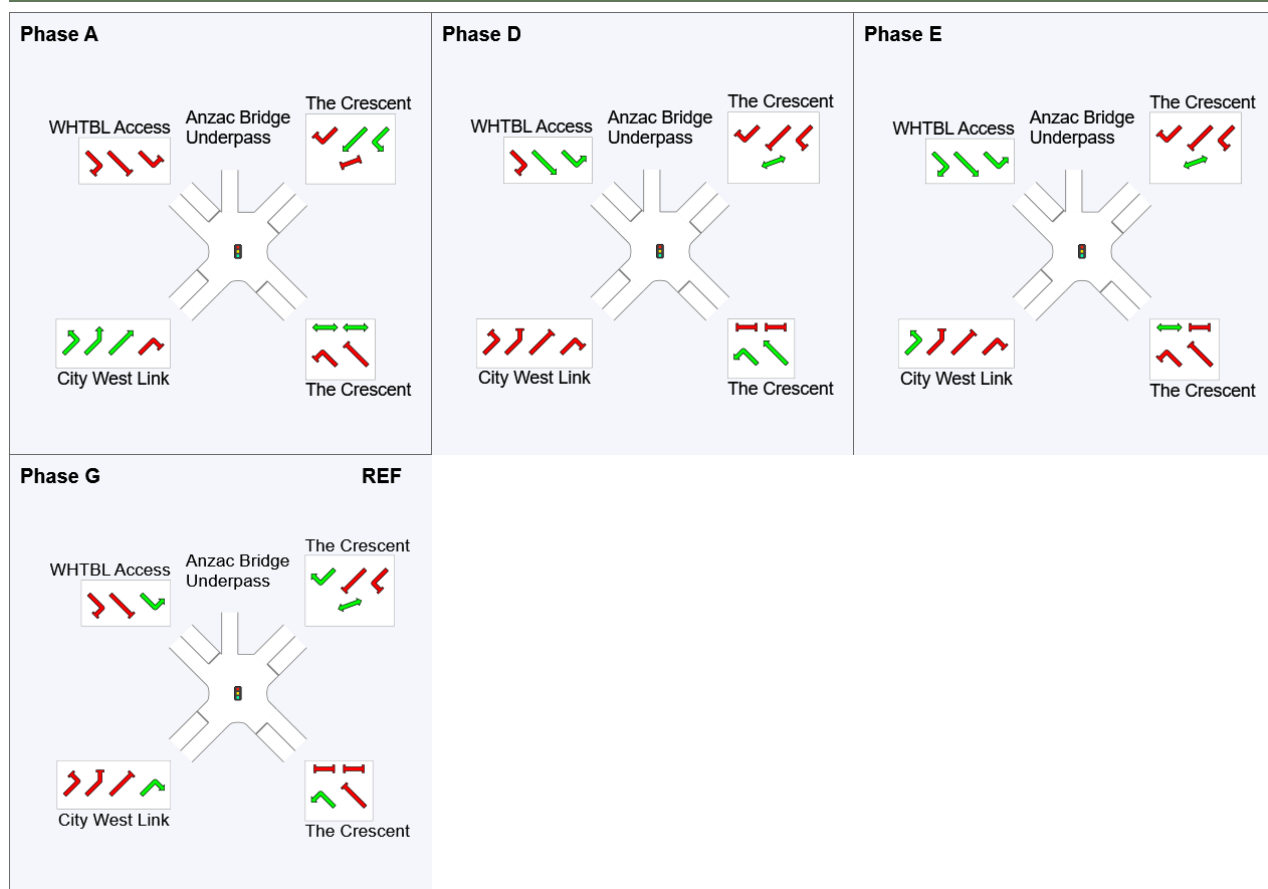 Phase A
WHTBL Access
Anzac Bridge
Underpass
The Crescent
City West Link
The Crescent
Phase D
WHTBL Access
Anzac Bridge
Underpass
The Crescent
City West Link
The Crescent
Phase E
WHTBL Access
Anzac Bridge
Underpass
The Crescent
City West Link
The Crescent
Phase G
REF
WHTBL Access
Anzac Bridge
Underpass
The Crescent
City West Link
The Crescent